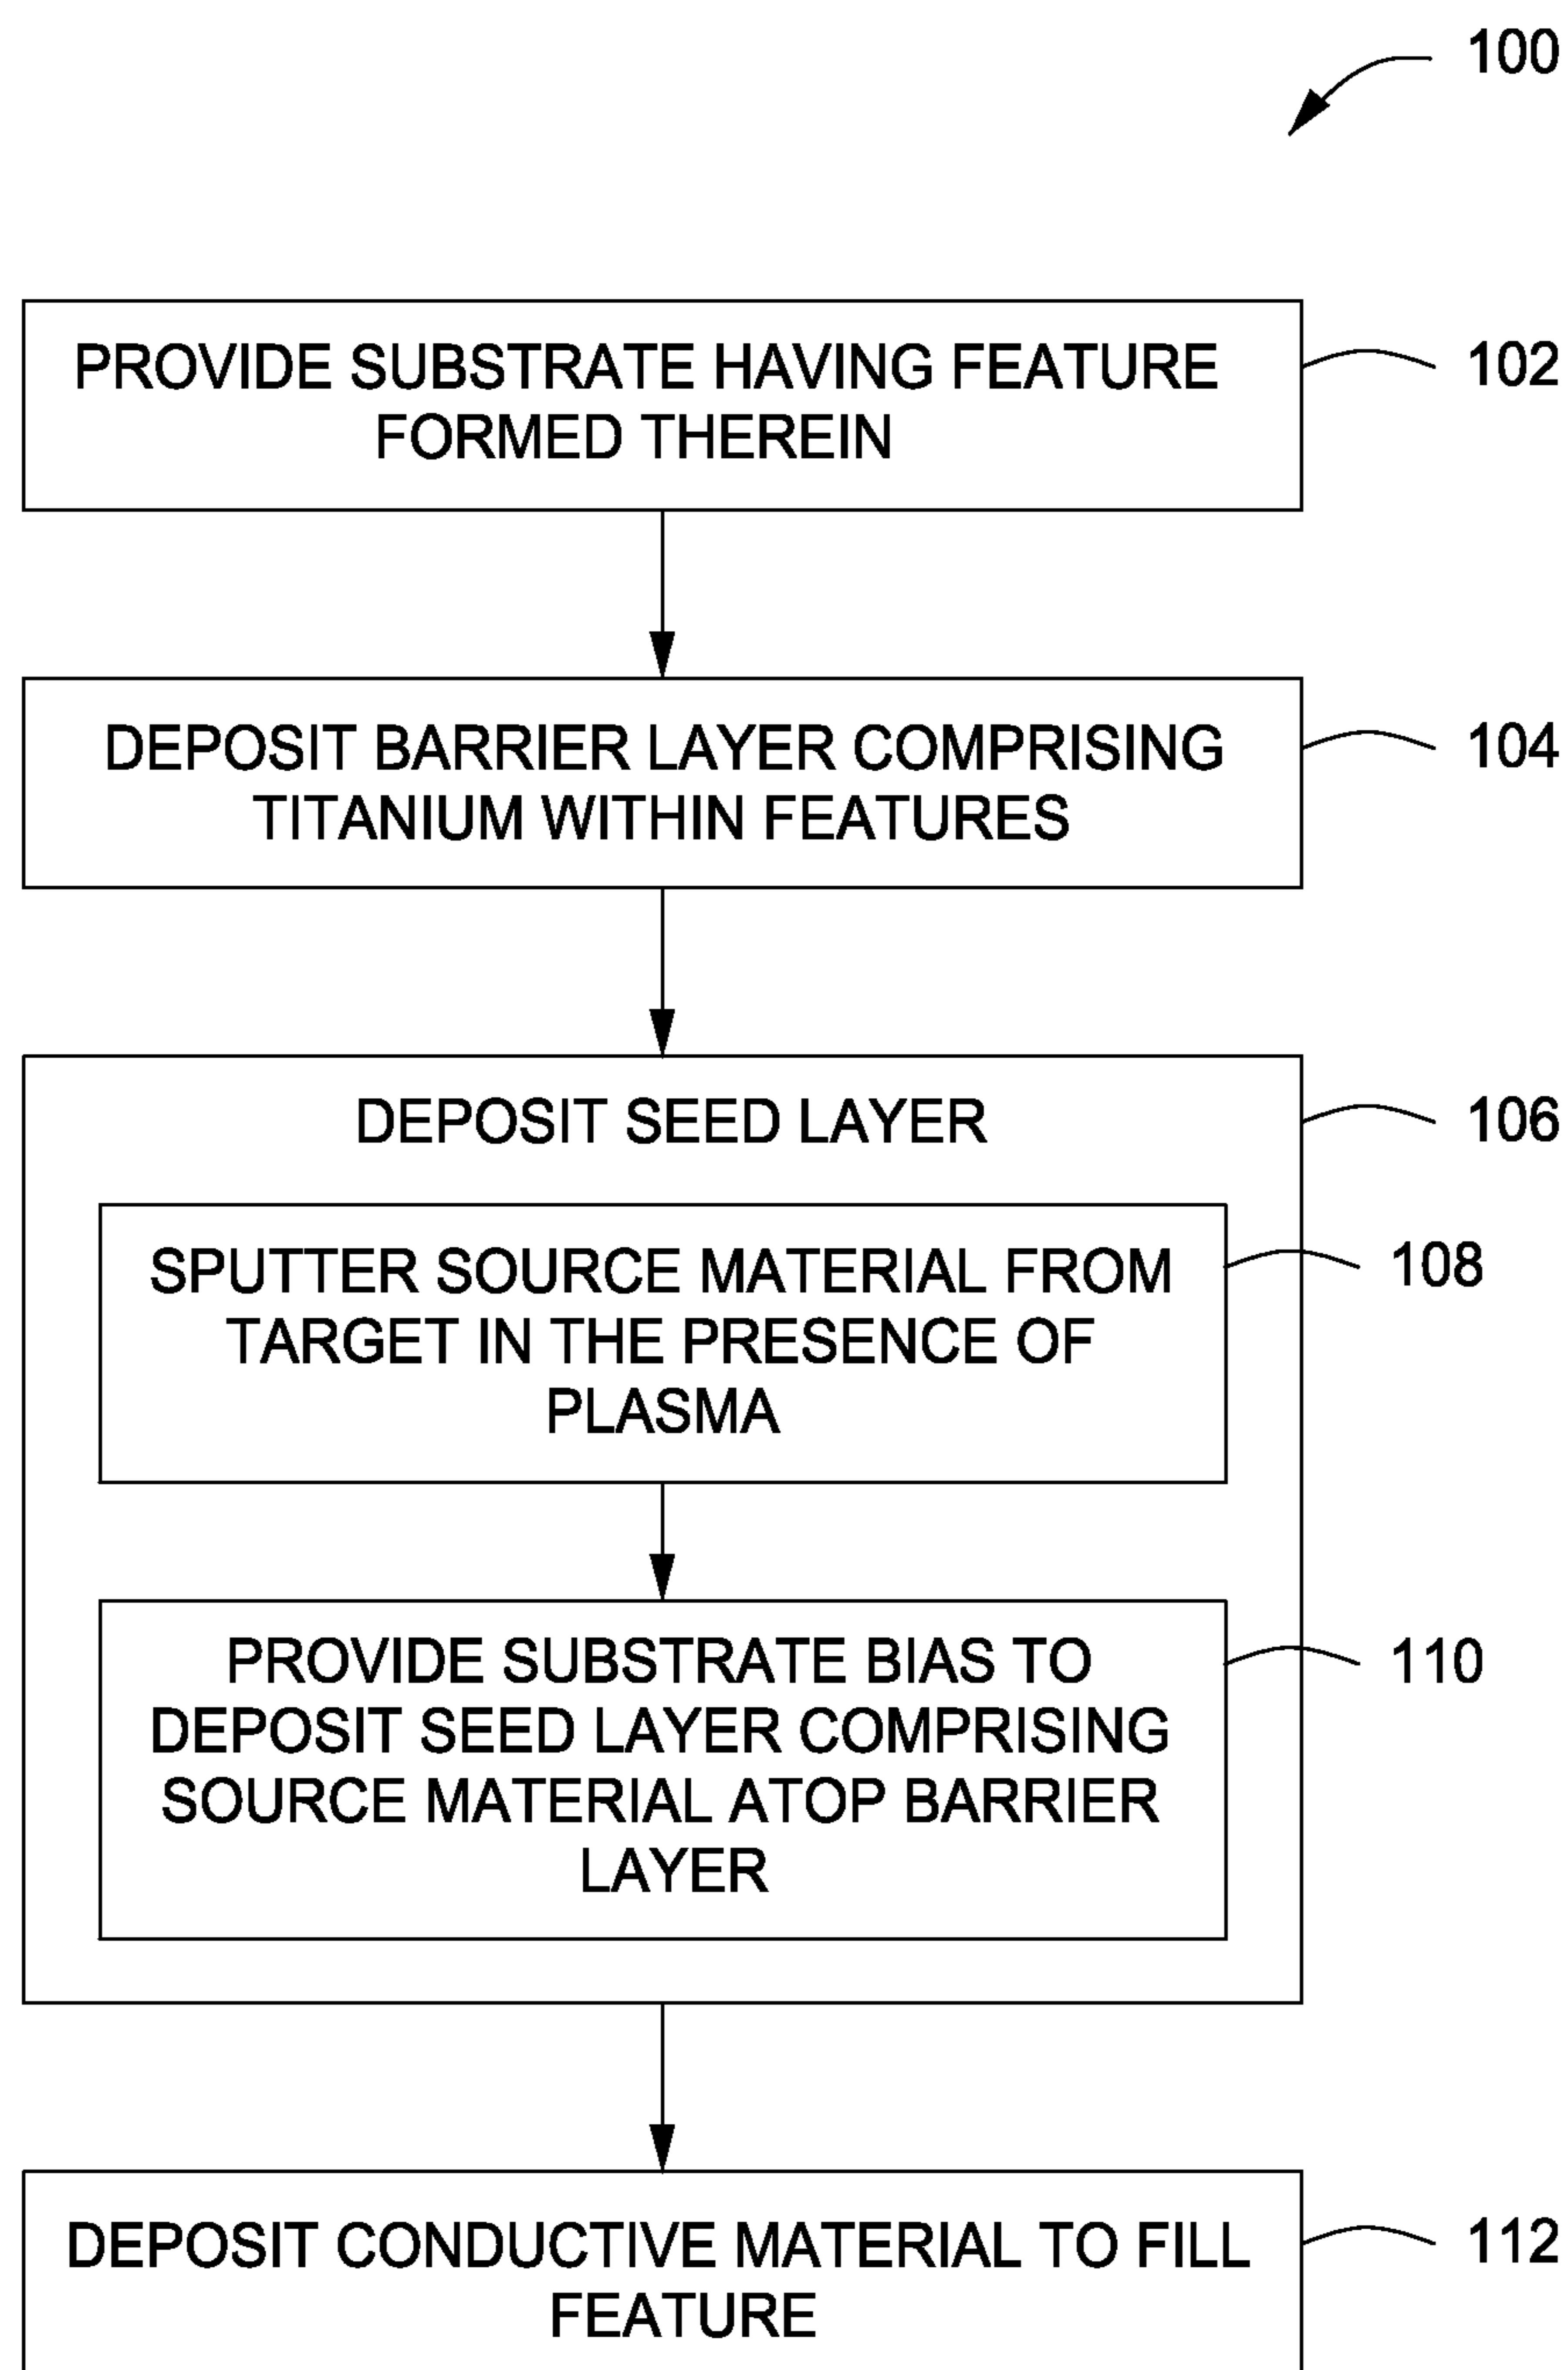 100
PROVIDE SUBSTRATE HAVING FEATURE
FORMED THEREIN
102
DEPOSIT BARRIER LAYER COMPRISING
TITANIUM WITHIN FEATURES
104
DEPOSIT SEED LAYER
106
SPUTTER SOURCE MATERIAL FROM
TARGET IN THE PRESENCE OF
PLASMA
108
PROVIDE SUBSTRATE BIAS TO
DEPOSIT SEED LAYER COMPRISING
SOURCE MATERIAL ATOP BARRIER
LAYER
110
DEPOSIT CONDUCTIVE MATERIAL TO FILL
FEATURE
112